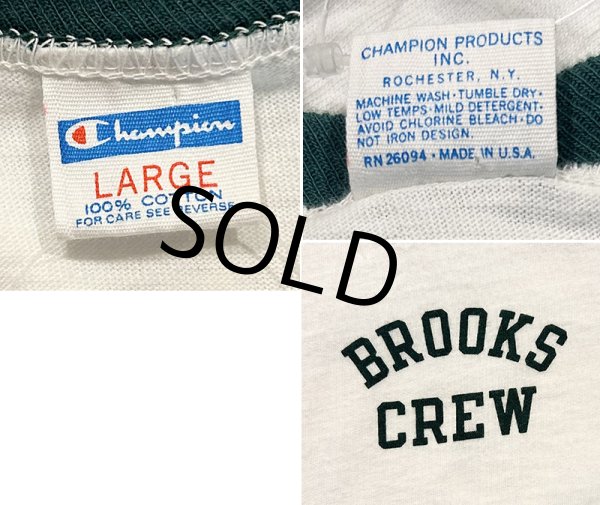 Champion
LARGE
100% COTTON
FOR CARE SEE REVERSE
CHAMPION PRODUCTS
INC.
ROCHESTER, N.Y.
MACHINE WASH • TUMBLE DRY •
LOW TEMPS • MILD DETERGENT •
AVOID CHLORINE BLEACH • DO
NOT IRON DESIGN.
RN 26094 • MADE IN U.S.A.
SOLD
BROOKS
CREW